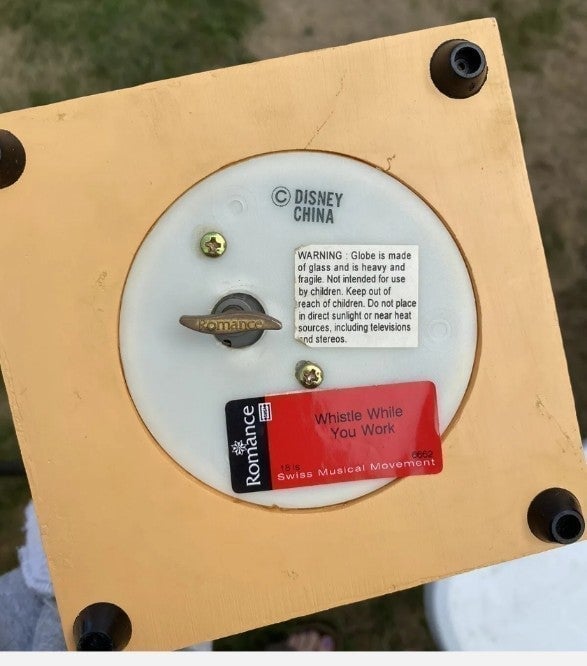 © DISNEY
CHINA
WARNING : Globe is made
of glass and is heavy and
fragile. Not intended for use
by children. Keep out of
reach of children. Do not place
in direct sunlight or near heat
sources, including televisions
and stereos.
Romance
Romance
Whistle While
You Work
18 ls 6662
Swiss Musical Movement